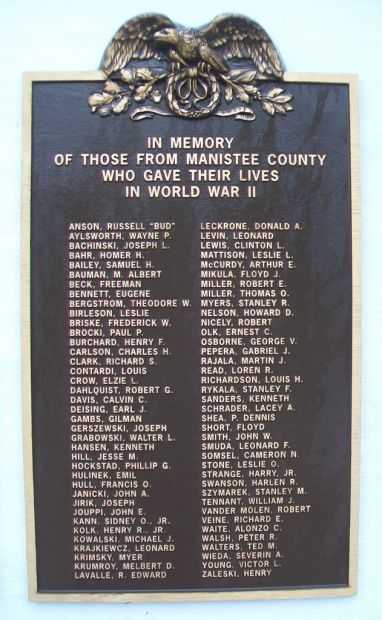 IN MEMORY
OF THOSE FROM MANISTEE COUNTY
WHO GAVE THEIR LIVES
IN WORLD WAR II
ANSON, RUSSELL "BUD"
AYLSWORTH, WAYNE P.
BACHINSKI, JOSEPH L.
BAHR, HOMER H.
BAILEY, SAMUEL H.
BAUMAN, M. ALBERT
BECK, FREEMAN
BENNETT, EUGENE
BERGSTROM, THEODORE W.
BIRLESON, LESLIE
BRISKE, FREDERICK W.
BROCKI, PAUL P.
BURCHARD, HENRY F.
CARLSON, CHARLES H.
CLARK, RICHARD S.
CONTARDI, LOUIS
CROW, ELZIE L.
DAHLQUIST, ROBERT G.
DAVIS, CALVIN C.
DEISING, EARL J.
GAMBS, GILMAN
GERSZEWSKI, JOSEPH
GRABOWSKI, WALTER L.
HANSEN, KENNETH
HILL, JESSE M.
HOCKSTAD, PHILLIP G.
HULINEK, EMIL
HULL, FRANCIS O.
JANICKI, JOHN A.
JIRIK, JOSEPH
JOUPPI, JOHN E.
KANN, SIDNEY O., JR.
KOLK, HENRY R., JR.
KOWALSKI, MICHAEL J.
KRAJKIEWCZ, LEONARD
KRIMSKY, MYER
KRUMROY, MELBERT D.
LAVALLE, R. EDWARD
LECKRONE, DONALD A.
LEVIN, LEONARD
LEWIS, CLINTON L.
MATTISON, LESLIE L.
McCURDY, ARTHUR E.
MIKULA, FLOYD J.
MILLER, ROBERT E.
MILLER, THOMAS O.
MYERS, STANLEY R.
NELSON, HOWARD D.
NICELY, ROBERT
OLK, ERNEST C.
OSBORNE, GEORGE V.
PEPERA, GABRIEL J.
RAJALA, MARTIN J.
READ, LOREN R.
RICHARDSON, LOUIS H.
RYKALA, STANLEY F.
SANDERS, KENNETH
SCHRADER, LACEY A.
SHEA, P. DENNIS
SHORT, FLOYD
SMITH, JOHN W.
SMUDA, LEONARD F.
SOMSEL, CAMERON N.
STONE, LESLIE O.
STRANGE, HARRY, JR.
SWANSON, HARLEN R.
SZYMAREK, STANLEY M.
TENNANT, WILLIAM J.
VANDER MOLEN, ROBERT
VEINE, RICHARD E.
WAITE, ALONZO C.
WALSH, PETER R.
WALTERS, TED M.
WIEDA, SEVERIN A.
YOUNG, VICTOR L.
ZALESKI, HENRY